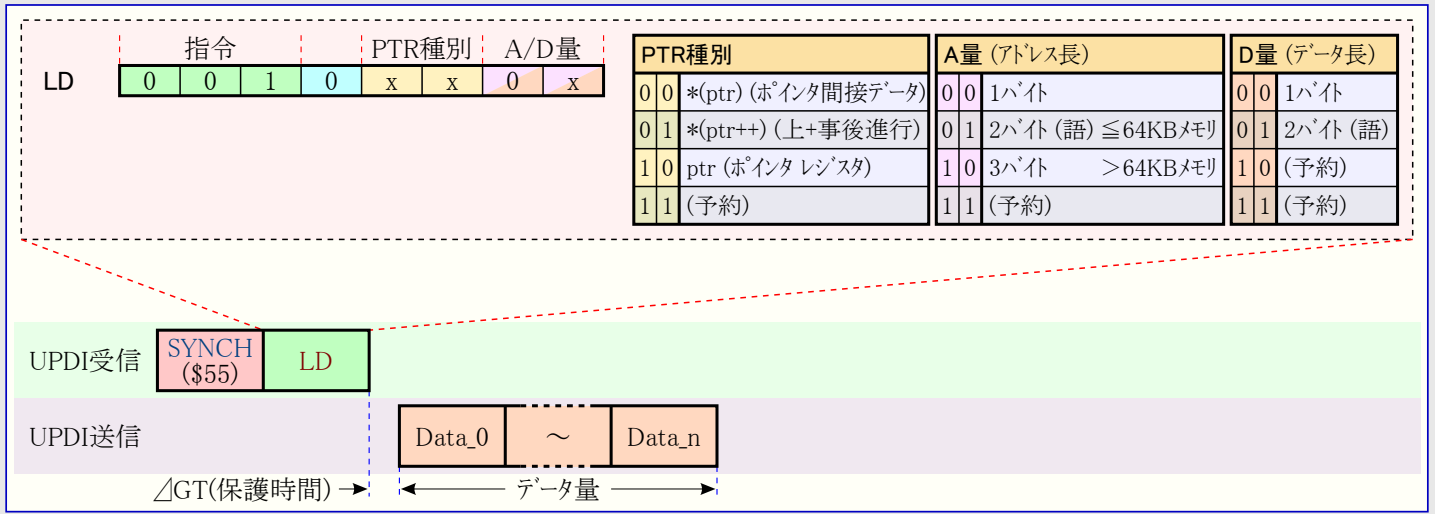 指令 PTR種別 A/D量
LD 0 0 1 0 x x 0 x
PTR種別
0 0 *(ptr) (ポインタ間接データ)
0 1 *(ptr++) (上+事後進行)
1 0 ptr (ポインタ レジスタ)
1 1 (予約)
A量 (アドレス長)
0 0 1バイト
0 1 2バイト (語) ≦64KBメモリ
1 0 3バイト >64KBメモリ
1 1 (予約)
D量 (データ長)
0 0 1バイト
0 1 2バイト (語)
1 0 (予約)
1 1 (予約)
UPDI受信 SYNCH
($55) LD
UPDI送信 Data_0 ～ Data_n
⊿GT(保護時間) データ量